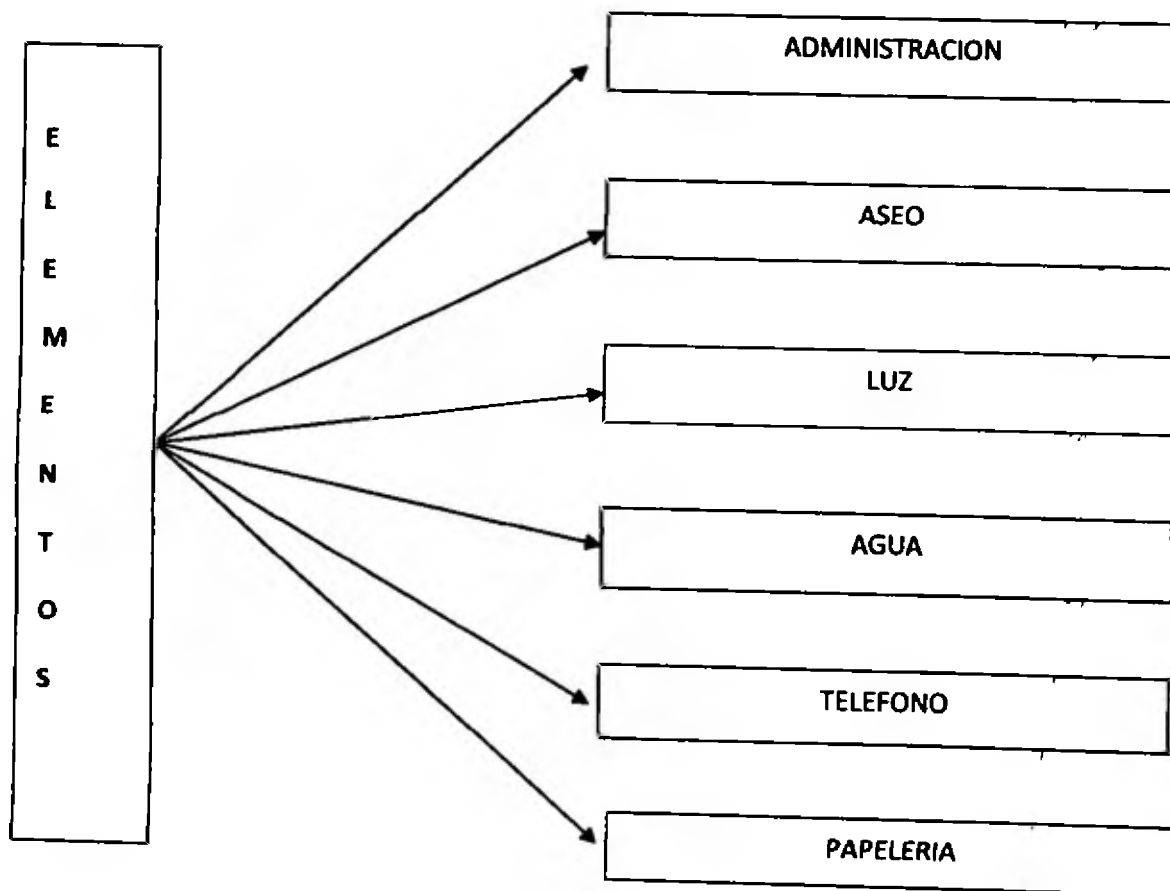 E
L
E
M
E
N
T
O
S
ADMINISTRACION
ASEO
LUZ
AGUA
TELEFONO
PAPELERIA